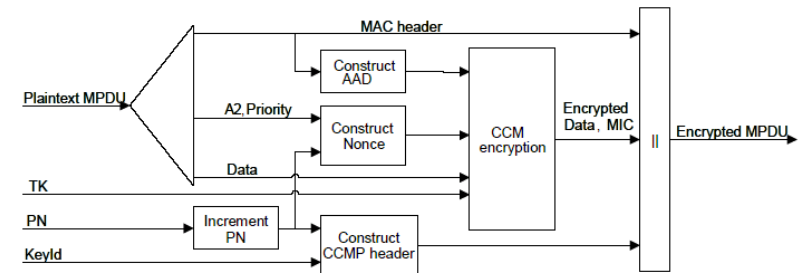 MAC header
Construct
AAD
Plaintext MPDU
A2,Priority
Construct
Nonce
CCM
encryption
Encrypted
Data, MIC
||
Encrypted MPDU
Data
TK
PN
Increment
PN
Construct
CCMP header
KeyId